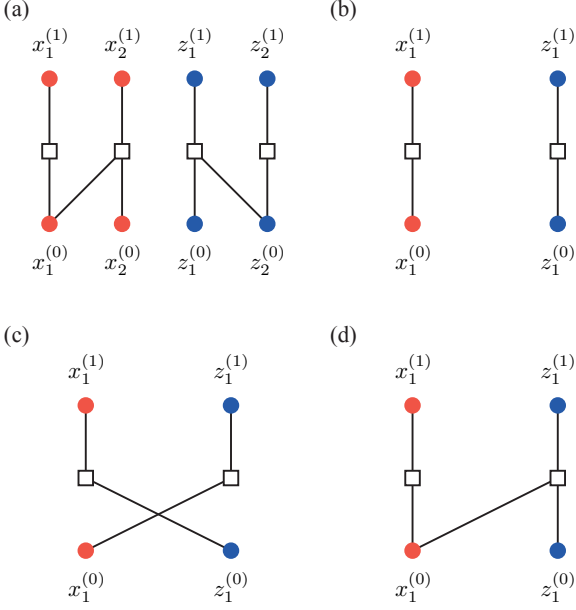 (a) (b)
x_1^{(1)} x_2^{(1)} z_1^{(1)} z_2^{(1)} x_1^{(1)} z_1^{(1)}
x_1^{(0)} x_2^{(0)} z_1^{(0)} z_2^{(0)} x_1^{(0)} z_1^{(0)}
(c) (d)
x_1^{(1)} z_1^{(1)} x_1^{(1)} z_1^{(1)}
x_1^{(0)} z_1^{(0)} x_1^{(0)} z_1^{(0)}